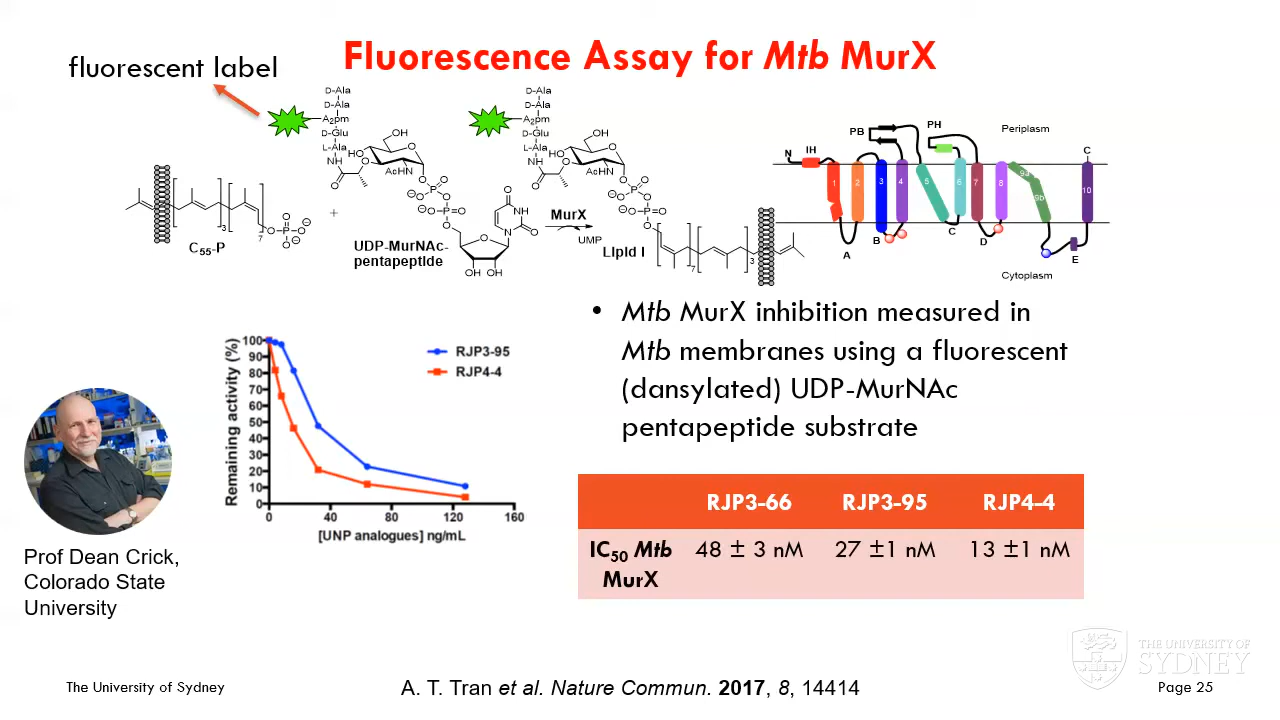 Fluorescence Assay for Mtb MurX
fluorescent label
D-Ala
D-Ala
A₂pm
D-Glu
L-Ala
NH
O
HO
OH
O
O
AcHN
O
O
P
O
O
P
O
O
O
NH
N
O
O
OH OH
C₅₅-P
3
7
O-P-O
O
+
UDP-MurNAc-
pentapeptide
MurX
UMP
D-Ala
D-Ala
A₂pm
D-Glu
L-Ala
NH
O
HO
OH
O
O
AcHN
O
O
P
O
O
P
O
O
Lipid I
7
3
N
IH
PB
PH
Periplasm
C
1 2 3 4 5 6 7 8 9a 9b 10
A
B
C
D
E
Cytoplasm
• Mtb MurX inhibition measured in
Mtb membranes using a fluorescent
(dansylated) UDP-MurNAc
pentapeptide substrate
Remaining activity (%)
100
90
80
70
60
50
40
30
20
10
0
0 40 80 120 160
[UNP analogues] ng/mL
RJP3-95
RJP4-4
RJP3-66 RJP3-95 RJP4-4
IC₅₀ Mtb 48 ± 3 nM 27 ±1 nM 13 ±1 nM
MurX
Prof Dean Crick,
Colorado State
University
THE UNIVERSITY OF
SYDNEY
The University of Sydney
A. T. Tran et al. Nature Commun. 2017, 8, 14414
Page 25